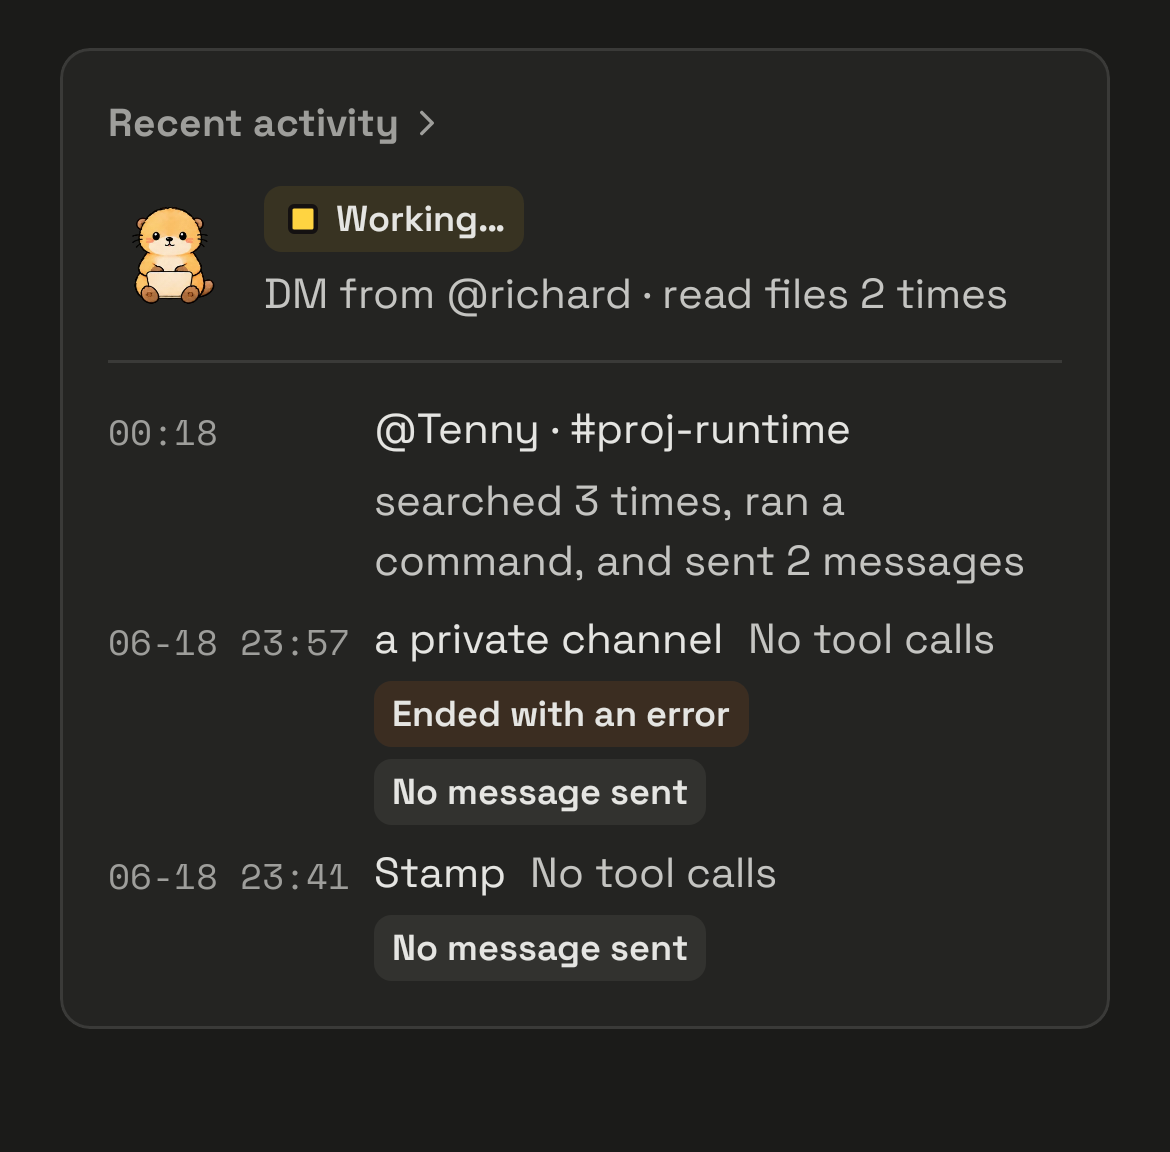 Recent activity >
Working...
DM from @richard · read files 2 times
00:18 @Tenny · #proj-runtime
searched 3 times, ran a
command, and sent 2 messages
06-18 23:57 a private channel No tool calls
Ended with an error
No message sent
06-18 23:41 Stamp No tool calls
No message sent